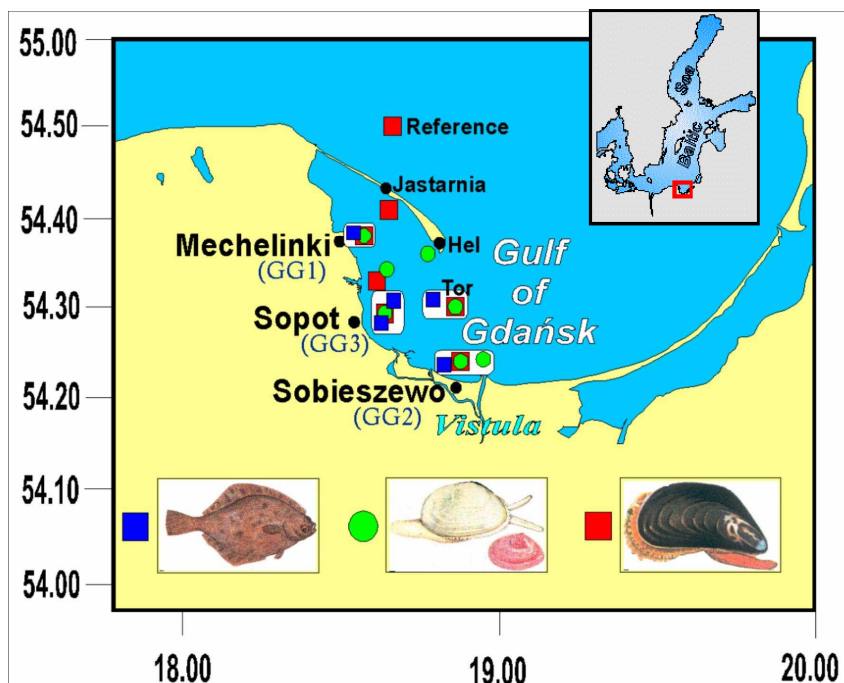 55.00
54.50
54.40
54.30
54.20
54.10
54.00
Reference
Jastarnia
Hel
Mechelinki
(GG1)
Tor
Gulf
of
Gdańsk
Sopot
(GG3)
Sobieszewo
(GG2)
Vistula
Baltic Sea
18.00
19.00
20.00